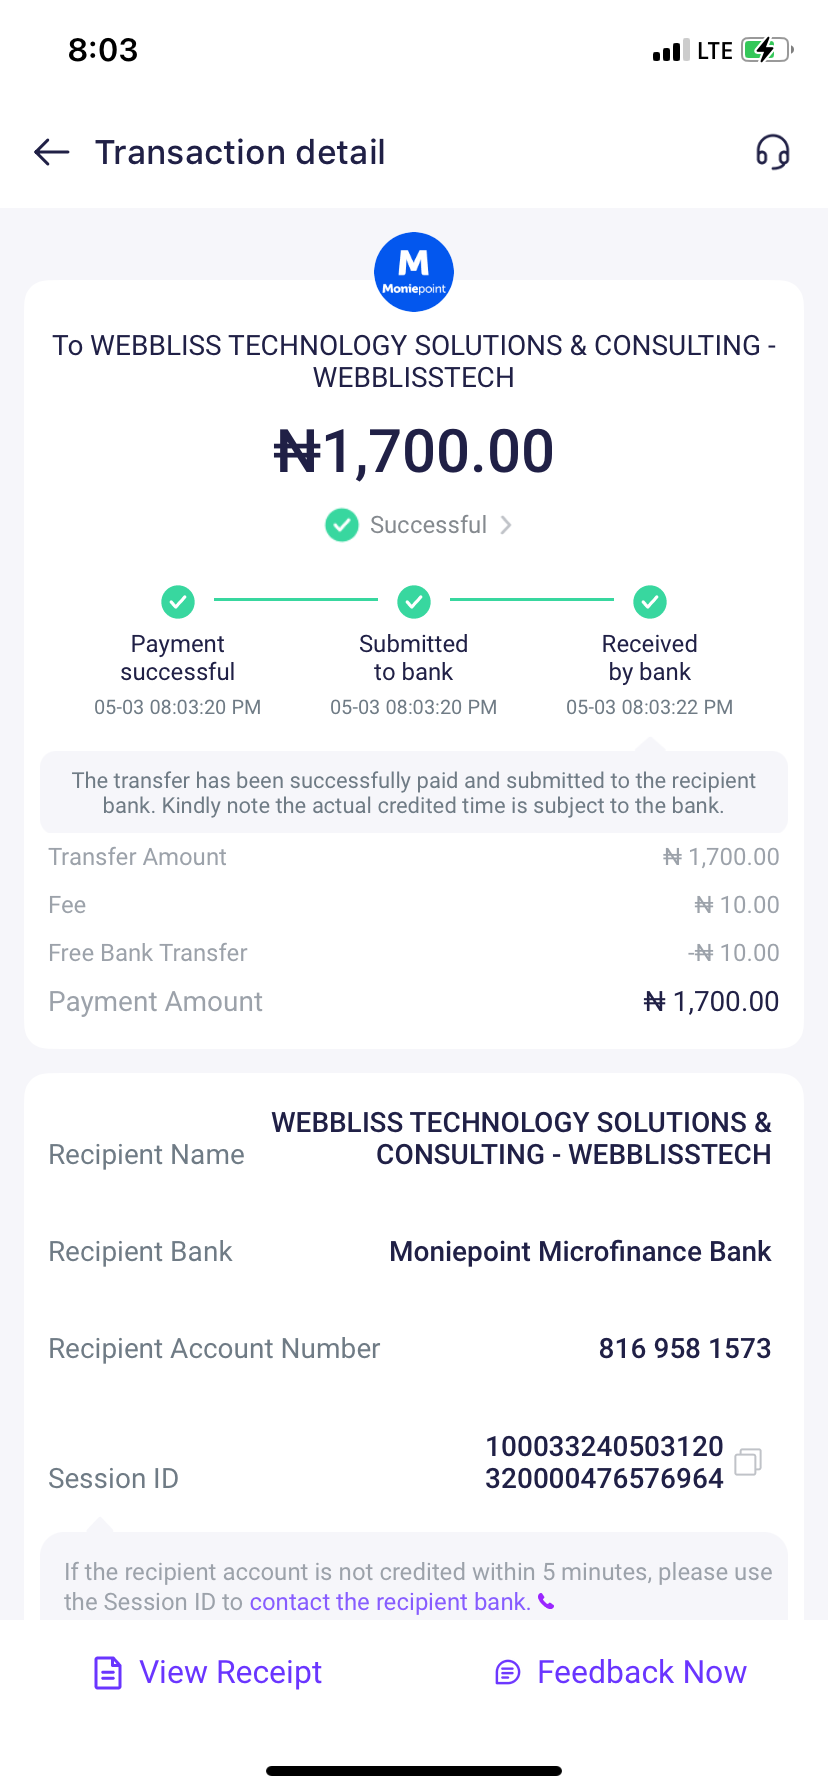 8:03
LTE
Transaction detail
M
Moniepoint
To WEBBLISS TECHNOLOGY SOLUTIONS & CONSULTING -
WEBBLISSTECH
₦1,700.00
Successful
Payment
successful
05-03 08:03:20 PM
Submitted
to bank
05-03 08:03:20 PM
Received
by bank
05-03 08:03:22 PM
The transfer has been successfully paid and submitted to the recipient
bank. Kindly note the actual credited time is subject to the bank.
Transfer Amount ₦ 1,700.00
Fee ₦ 10.00
Free Bank Transfer -₦ 10.00
Payment Amount ₦ 1,700.00
Recipient Name WEBBLISS TECHNOLOGY SOLUTIONS &
CONSULTING - WEBBLISSTECH
Recipient Bank Moniepoint Microfinance Bank
Recipient Account Number 816 958 1573
Session ID 100033240503120
320000476576964
If the recipient account is not credited within 5 minutes, please use
the Session ID to contact the recipient bank.
View Receipt
Feedback Now